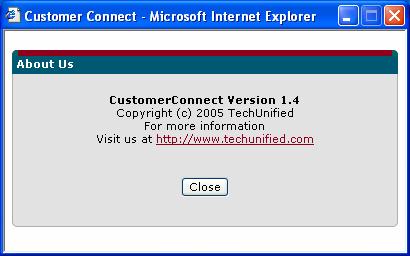 Customer Connect - Microsoft Internet Explorer
About Us
CustomerConnect Version 1.4
Copyright (c) 2005 TechUnified
For more information
Visit us at http://www.techunified.com
Close